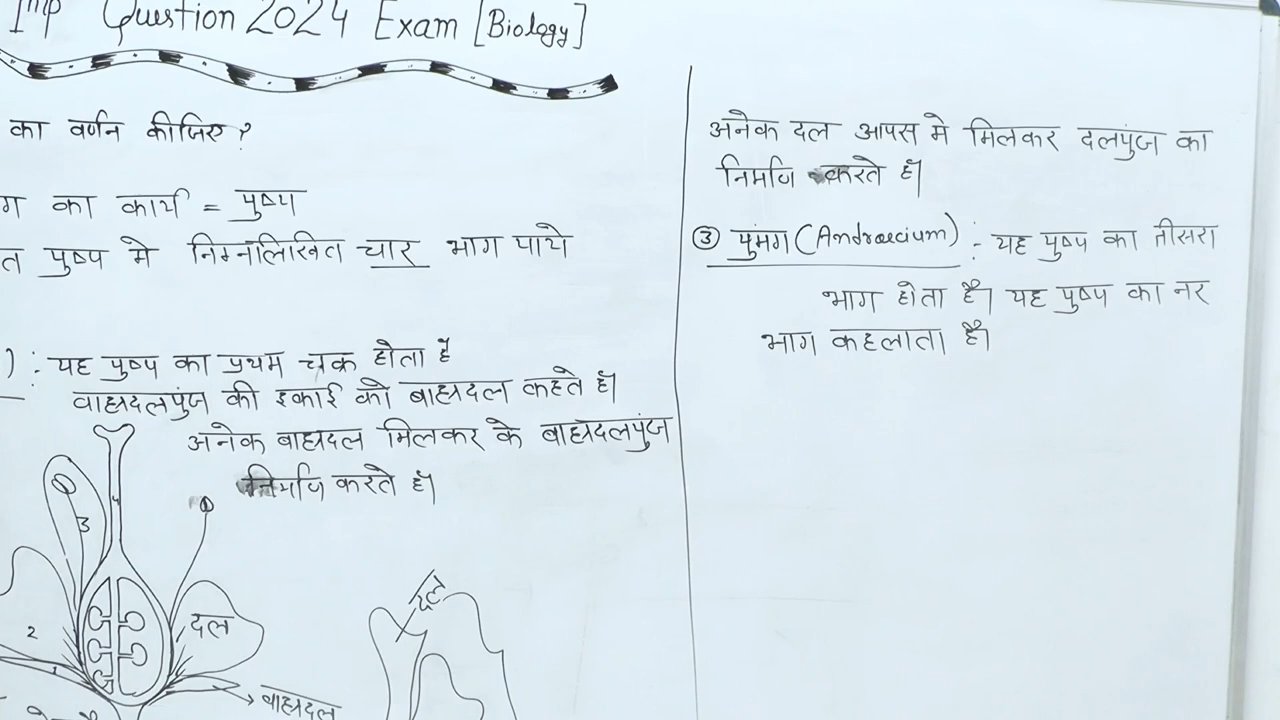 Imp Question 2024 Exam [Biology]
का वर्णन कीजिए?
ग का कार्य = पुष्प
त पुष्प मे निम्नलिखित चार भाग पाये
) : यह पुष्प का प्रथम चक्र होता है
वाह्यदलपुंज की इकाई को बाह्यदल कहते हैं।
अनेक बाह्यदल मिलकर के बाह्यदलपुंज
निर्माण करते हैं।
3
2
1
4
दल
बाह्यदल
दल
अनेक दल आपस मे मिलकर दलपुंज का
निर्माण करते हैं।
③ पुमंग (Androecium) :- यह पुष्प का तीसरा
भाग होता है। यह पुष्प का नर
भाग कहलाता है।